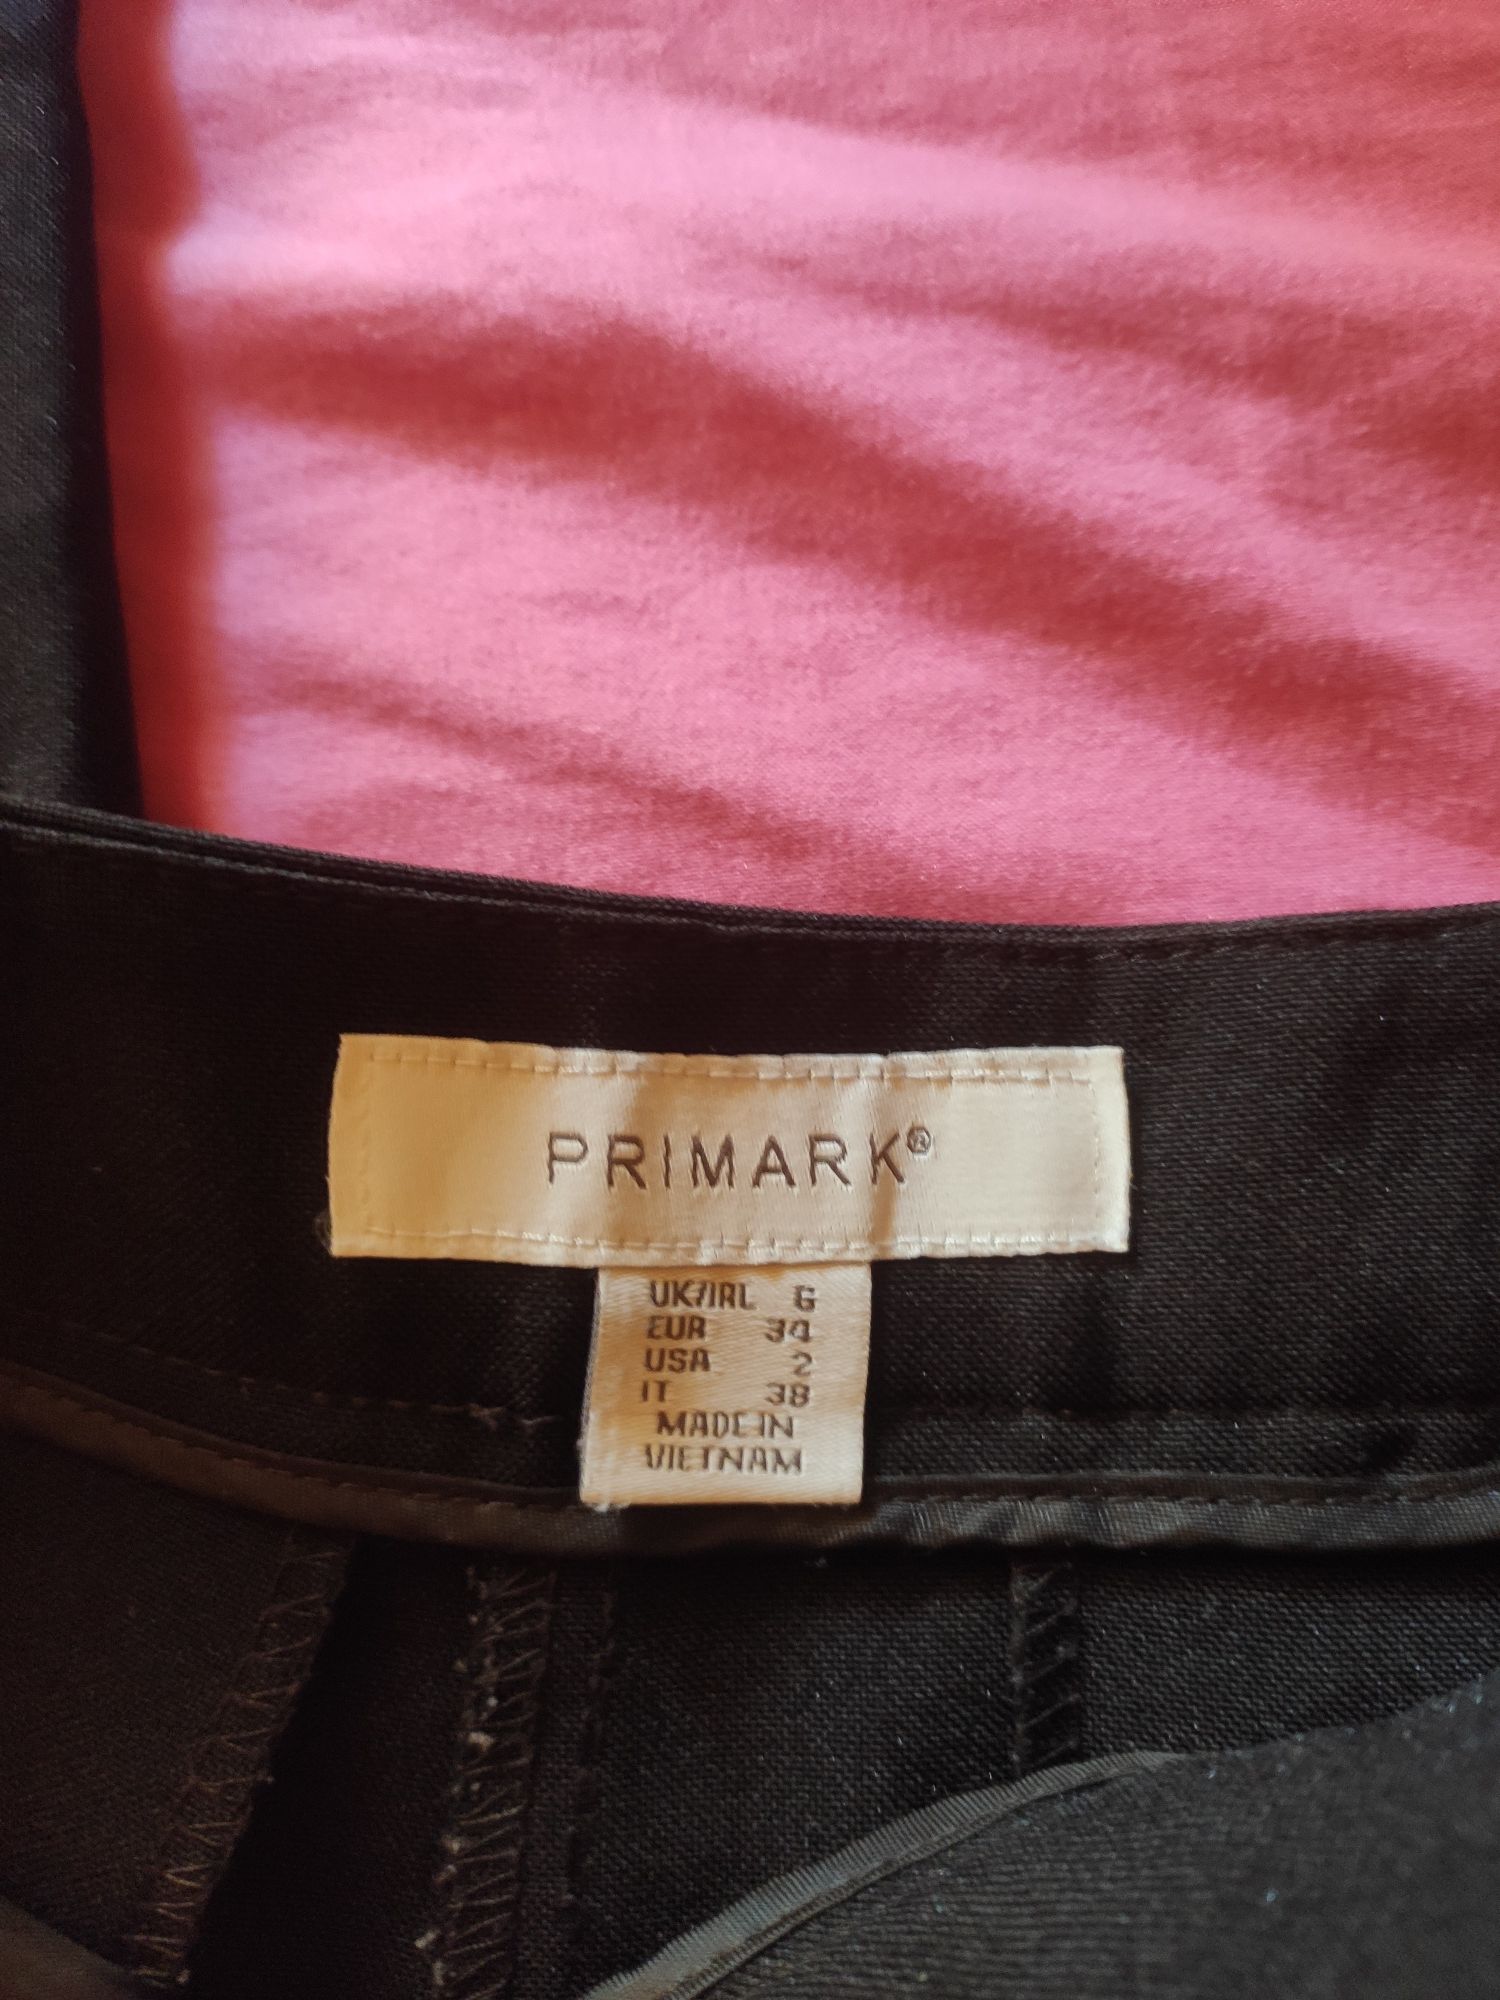 PRIMARK®
UK/IRL 6
EUR 34
USA 2
IT 38
MADE IN
VIETNAM